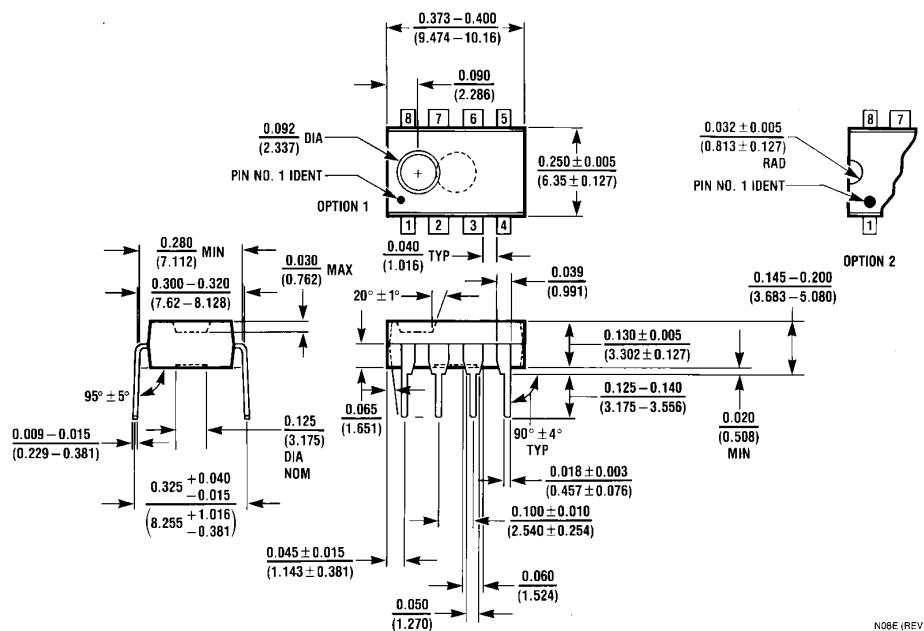 0.373 – 0.400
(9.474 – 10.16)
0.090
(2.286)
8 7 6 5
0.092 DIA
(2.337)
PIN NO. 1 IDENT
OPTION 1
0.250 ± 0.005
(6.35 ± 0.127)
1 2 3 4
0.032 ± 0.005
(0.813 ± 0.127)
RAD
PIN NO. 1 IDENT
8 7
1
OPTION 2
0.280 MIN
(7.112)
0.300 – 0.320
(7.62 – 8.128)
0.030 MAX
(0.762)
0.040 TYP
(1.016)
20° ± 1°
0.039
(0.991)
0.145 – 0.200
(3.683 – 5.080)
0.130 ± 0.005
(3.302 ± 0.127)
0.125 – 0.140
(3.175 – 3.556)
0.020
(0.508)
MIN
95° ± 5°
0.009 – 0.015
(0.229 – 0.381)
0.125
(3.175)
DIA
NOM
0.065
(1.651)
90° ± 4°
TYP
0.018 ± 0.003
(0.457 ± 0.076)
0.325 +0.040 -0.015
(8.255 +1.016 -0.381)
0.100 ± 0.010
(2.540 ± 0.254)
0.045 ± 0.015
(1.143 ± 0.381)
0.060
(1.524)
0.050
(1.270)
N08E (REV